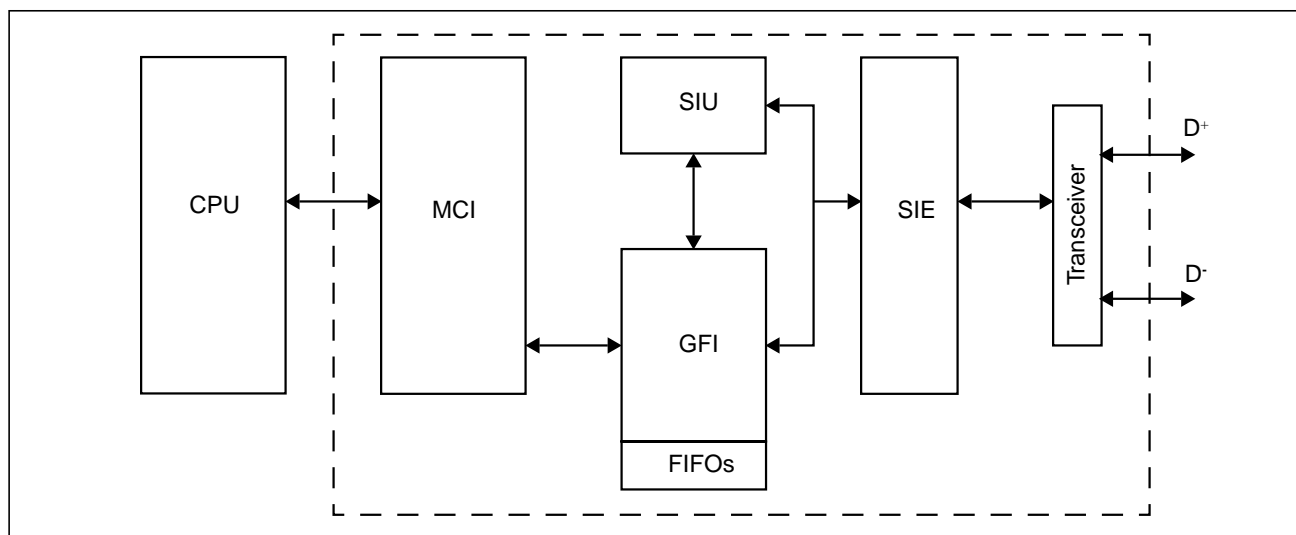 SIU
D⁺
CPU
MCI
SIE
Transceiver
D⁻
GFI
FIFOs